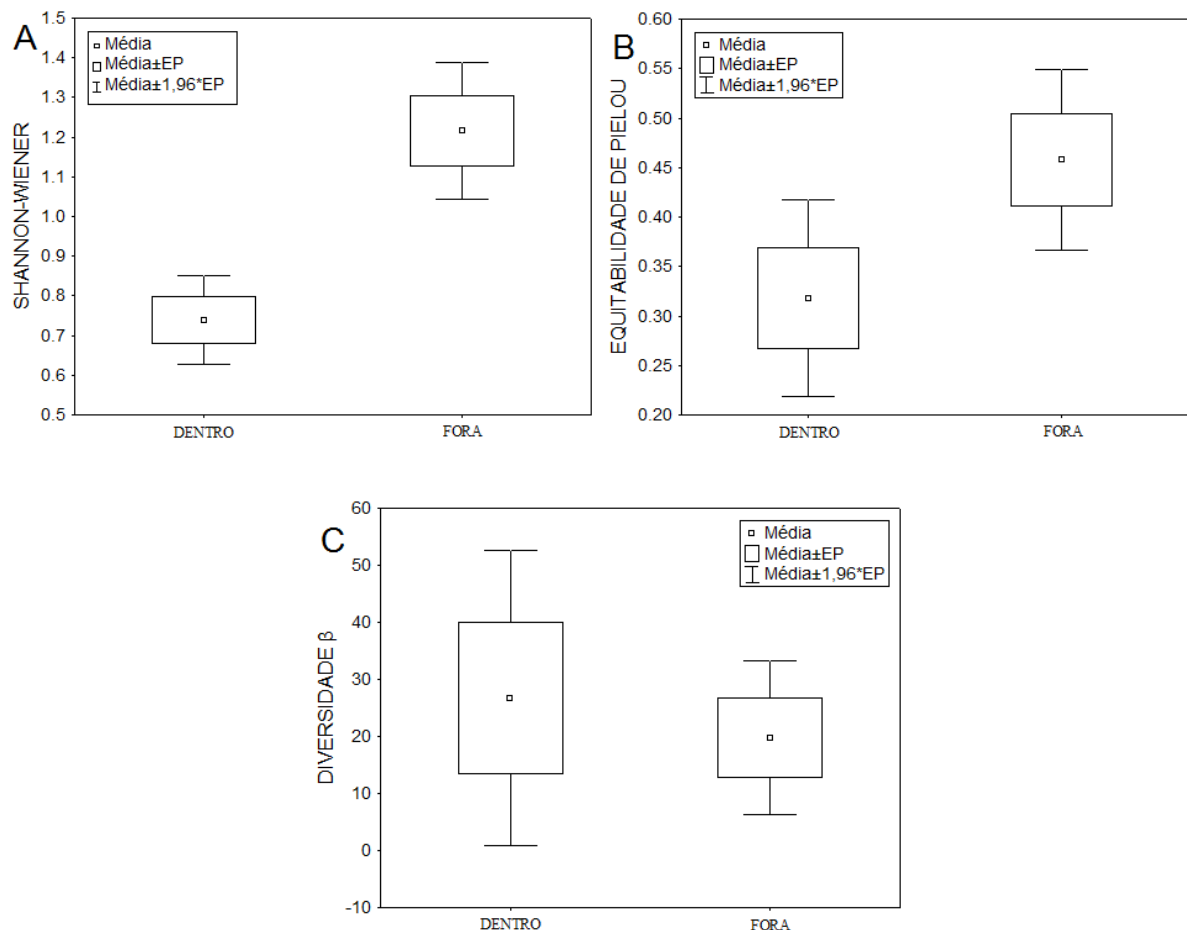 A
Média
Média±EP
Média±1,96*EP
SHANNON-WIENER
1.5
1.4
1.3
1.2
1.1
1.0
0.9
0.8
0.7
0.6
0.5
DENTRO
FORA
B
Média
Média±EP
Média±1,96*EP
EQUITABILIDADE DE PIELOU
0.60
0.55
0.50
0.45
0.40
0.35
0.30
0.25
0.20
DENTRO
FORA
C
Média
Média±EP
Média±1,96*EP
DIVERSIDADE β
60
50
40
30
20
10
0
-10
DENTRO
FORA